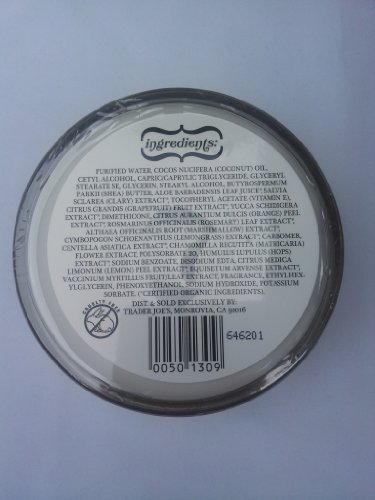 ingredients:
PURIFIED WATER, COCOS NUCIFERA (COCONUT) OIL,
CETYL ALCOHOL, CAPRIC/CAPRYLIC TRIGLYCERIDE, GLYCERYL
STEARATE SE, GLYCERIN, STEARYL ALCOHOL, BUTYROSPERMUM
PARKII (SHEA) BUTTER, ALOE BARBADENSIS LEAF JUICE*, SALVIA
SCLAREA (CLARY) EXTRACT*, TOCOPHERYL ACETATE (VITAMIN E),
CITRUS GRANDIS (GRAPEFRUIT) FRUIT EXTRACT*, YUCCA SCHIDIGERA
EXTRACT*, DIMETHICONE, CITRUS AURANTIUM DULCIS (ORANGE) PEEL
EXTRACT*, ROSMARINUS OFFICINALIS (ROSEMARY) LEAF EXTRACT*,
ALTHAEA OFFICINALIS ROOT (MARSHMALLOW) EXTRACT*,
CYMBOPOGON SCHOENANTHUS (LEMONGRASS) EXTRACT*, CARBOMER,
CENTELLA ASIATICA EXTRACT*, CHAMOMILLA RECUTITA (MATRICARIA)
FLOWER EXTRACT, POLYSORBATE 20, HUMULUS LUPULUS (HOPS)
EXTRACT*, SODIUM BENZOATE, DISODIUM EDTA, CITRUS MEDICA
LIMONUM (LEMON) PEEL EXTRACT*, EQUISETUM ARVENSE EXTRACT*,
VACCINIUM MYRTILLUS FRUIT/LEAF EXTRACT, FRAGRANCE, ETHYLHEX-
YLGLYCERIN, PHENOXYETHANOL, SODIUM HYDROXIDE, POTASSIUM
SORBATE. (*CERTIFIED ORGANIC INGREDIENTS).
DIST & SOLD EXCLUSIVELY BY:
TRADER JOE'S, MONROVIA, CA 91016
CRUELTY FREE
646201
0050 1309